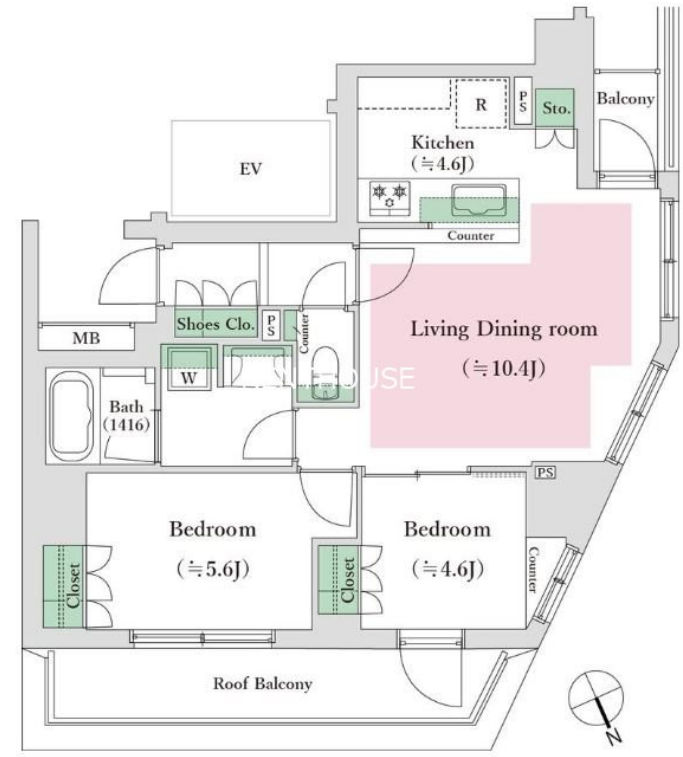 EV
R
PS
Sto.
Balcony
Kitchen
(≒4.6J)
Counter
Living Dining room
(≒10.4J)
Shoes Clo.
PS
Counter
MB
W
Bath
(1416)
PS
Bedroom
(≒5.6J)
Closet
Bedroom
(≒4.6J)
Closet
Counter
Roof Balcony
N